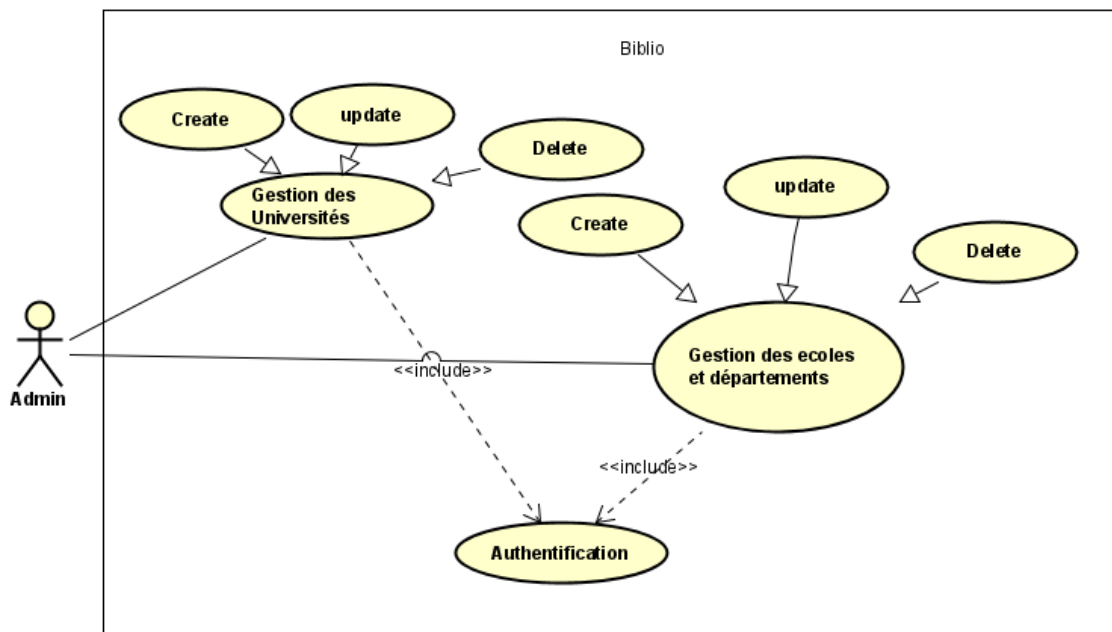 Biblio
Create
update
Delete
Gestion des
Universités
Create
update
Delete
Gestion des ecoles
et départements
<<include>>
Admin
<<include>>
Authentification